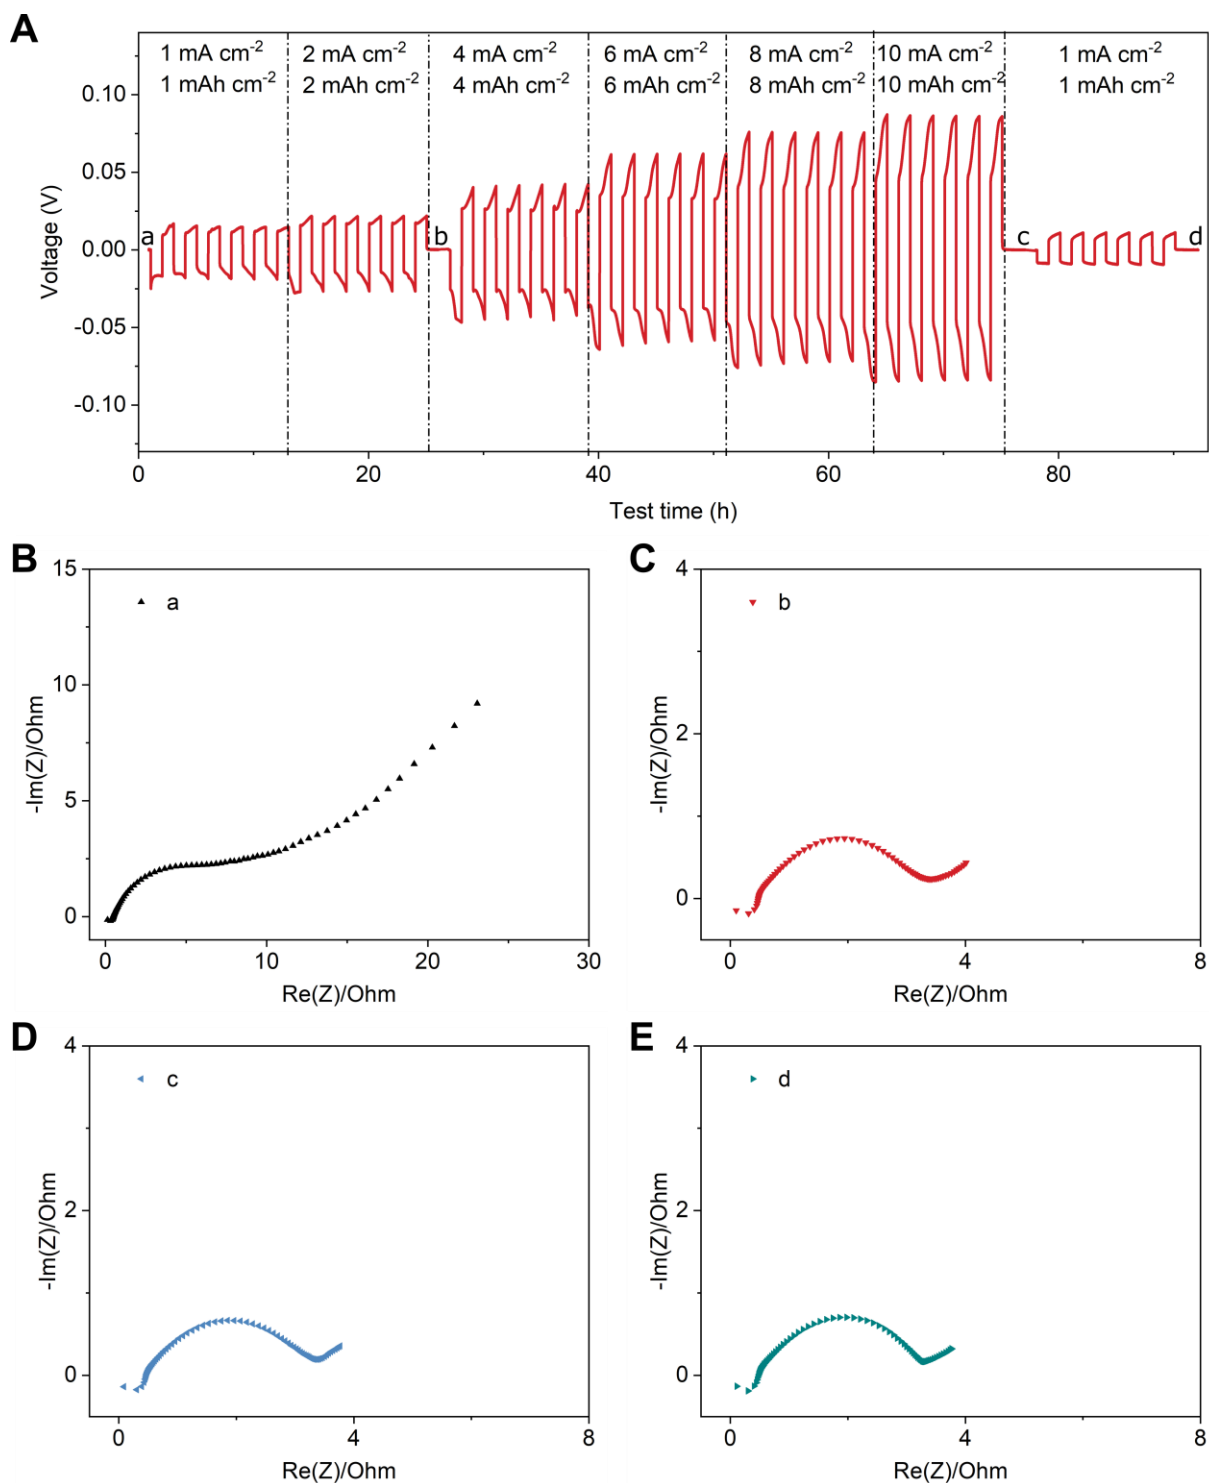 A
1 mA cm-2 2 mA cm-2 4 mA cm-2 6 mA cm-2 8 mA cm-2 10 mA cm-2 1 mA cm-2
1 mAh cm-2 2 mAh cm-2 4 mAh cm-2 6 mAh cm-2 8 mAh cm-2 10 mAh cm-2 1 mAh cm-2
0.10
0.05
0.00
-0.05
-0.10
Voltage (V)
a b c d
0 20 40 60 80
Test time (h)
B
15
10
5
0
-Im(Z)/Ohm
a
0 10 20 30
Re(Z)/Ohm
C
4
2
0
-Im(Z)/Ohm
b
0 4 8
Re(Z)/Ohm
D
4
2
0
-Im(Z)/Ohm
c
0 4 8
Re(Z)/Ohm
E
4
2
0
-Im(Z)/Ohm
d
0 4 8
Re(Z)/Ohm